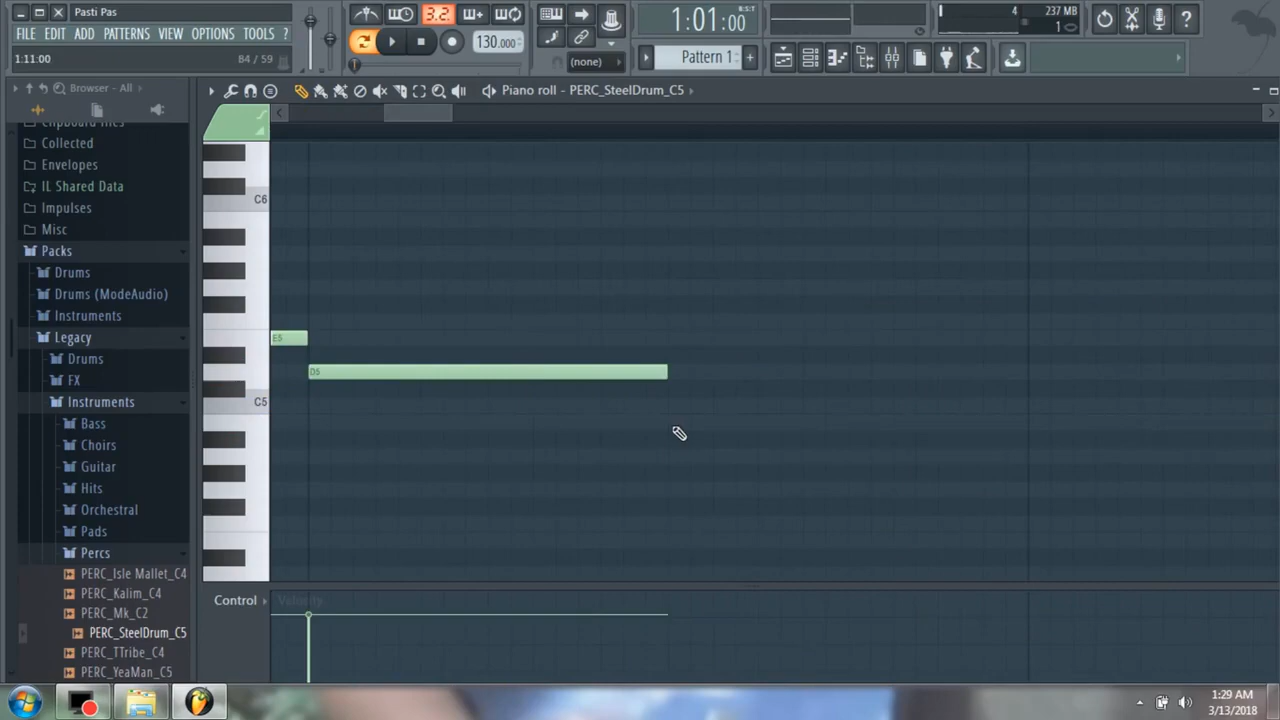 Pasti Pas
FILE EDIT ADD PATTERNS VIEW OPTIONS TOOLS ?
1:11:00 84 / 59
3.2
130.000
(none)
1:01:00
B:S:T
Pattern 1
4 237 MB
1
Browser - All
Piano roll - PERC_SteelDrum_C5
Collected
Envelopes
IL Shared Data
Impulses
Misc
Packs
Drums
Drums (ModeAudio)
Instruments
Legacy
Drums
FX
Instruments
Bass
Choirs
Guitar
Hits
Orchestral
Pads
Percs
PERC_Isle Mallet_C4
PERC_Kalim_C4
PERC_Mk_C2
PERC_SteelDrum_C5
PERC_TTribe_C4
PERC_YeaMan_C5
C6
C5
E5
D5
Control Velocity
1:29 AM
3/13/2018